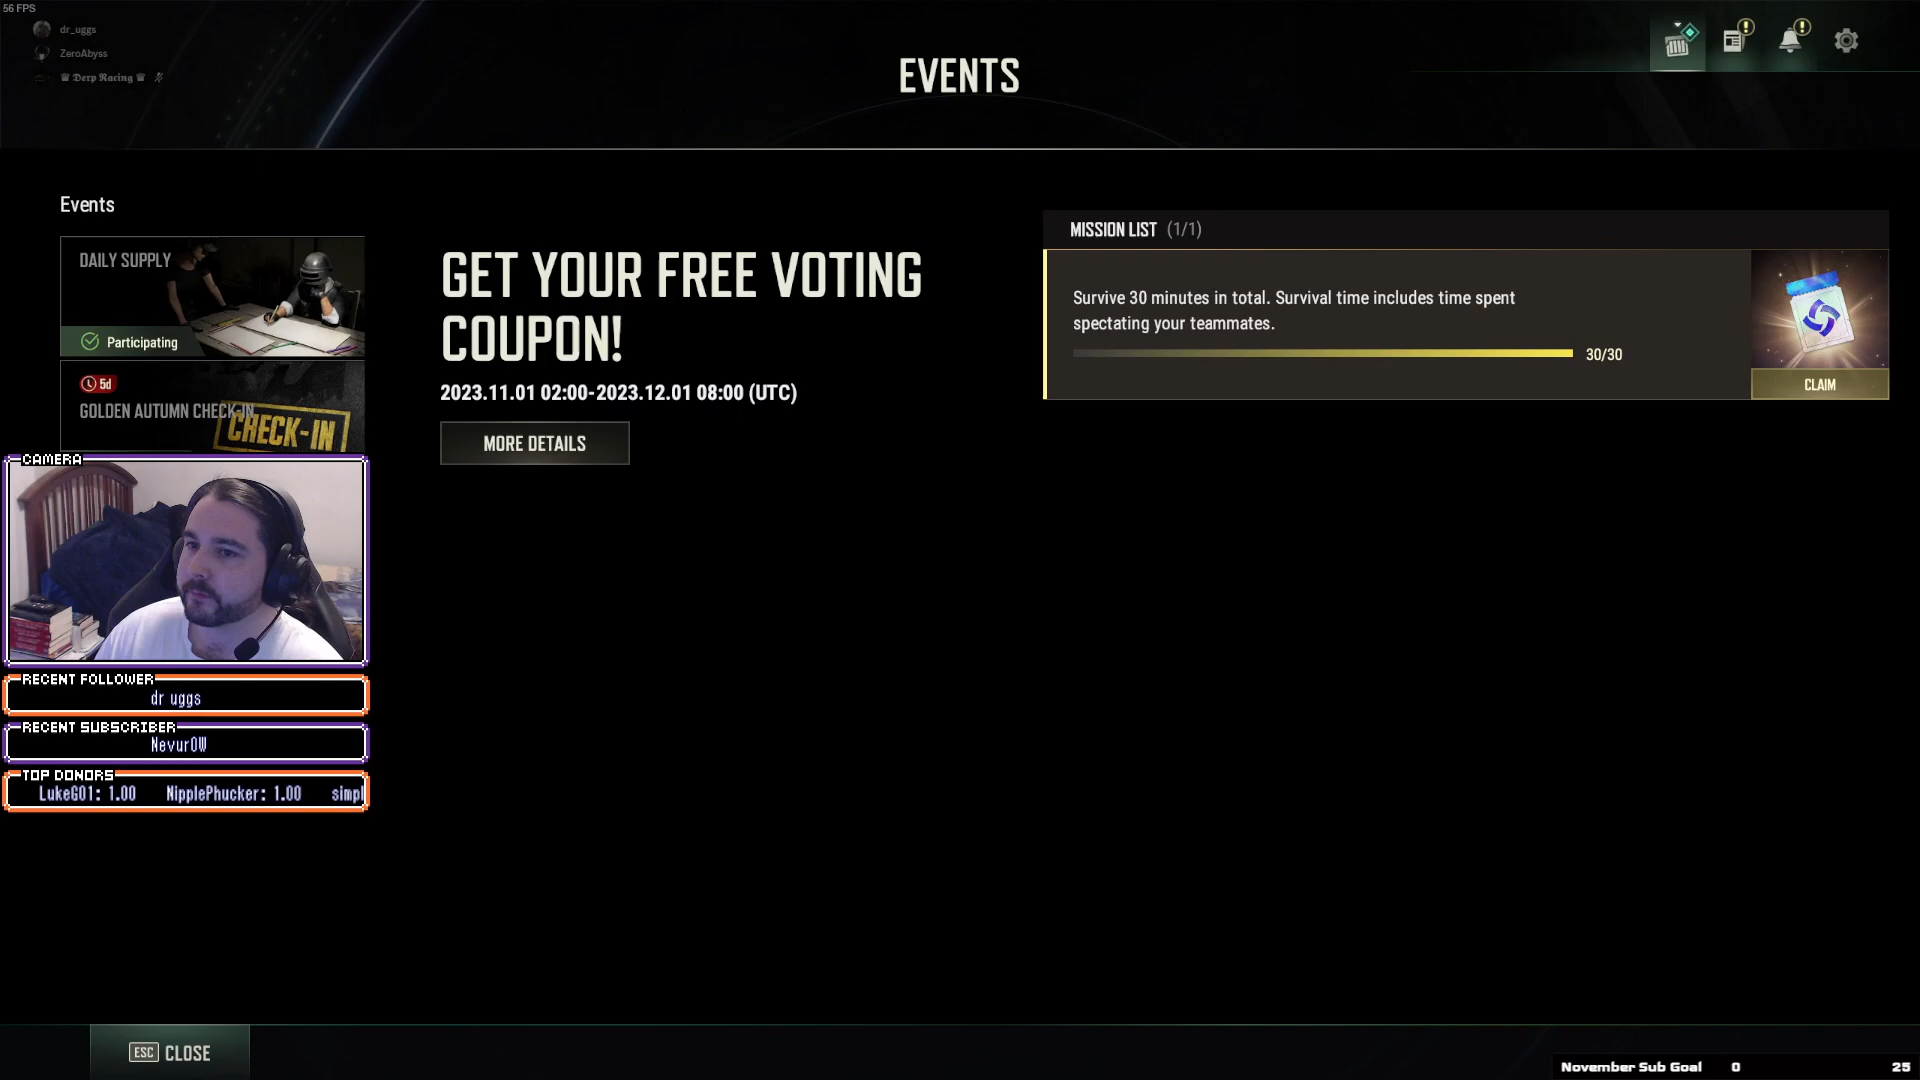 56 FPS
dr_uggs
ZeroAbyss
♛ Derp Racing ♛
EVENTS
Events
DAILY SUPPLY
Participating
5d
GOLDEN AUTUMN CHECK-IN
CHECK-IN
GET YOUR FREE VOTING
COUPON!
2023.11.01 02:00-2023.12.01 08:00 (UTC)
MORE DETAILS
MISSION LIST (1/1)
Survive 30 minutes in total. Survival time includes time spent
spectating your teammates.
30/30
CLAIM
CAMERA
RECENT FOLLOWER
dr uggs
RECENT SUBSCRIBER
NevurOW
TOP DONORS
LukeG01: 1.00 NipplePhucker: 1.00 simpl
ESC CLOSE
November Sub Goal 0 25